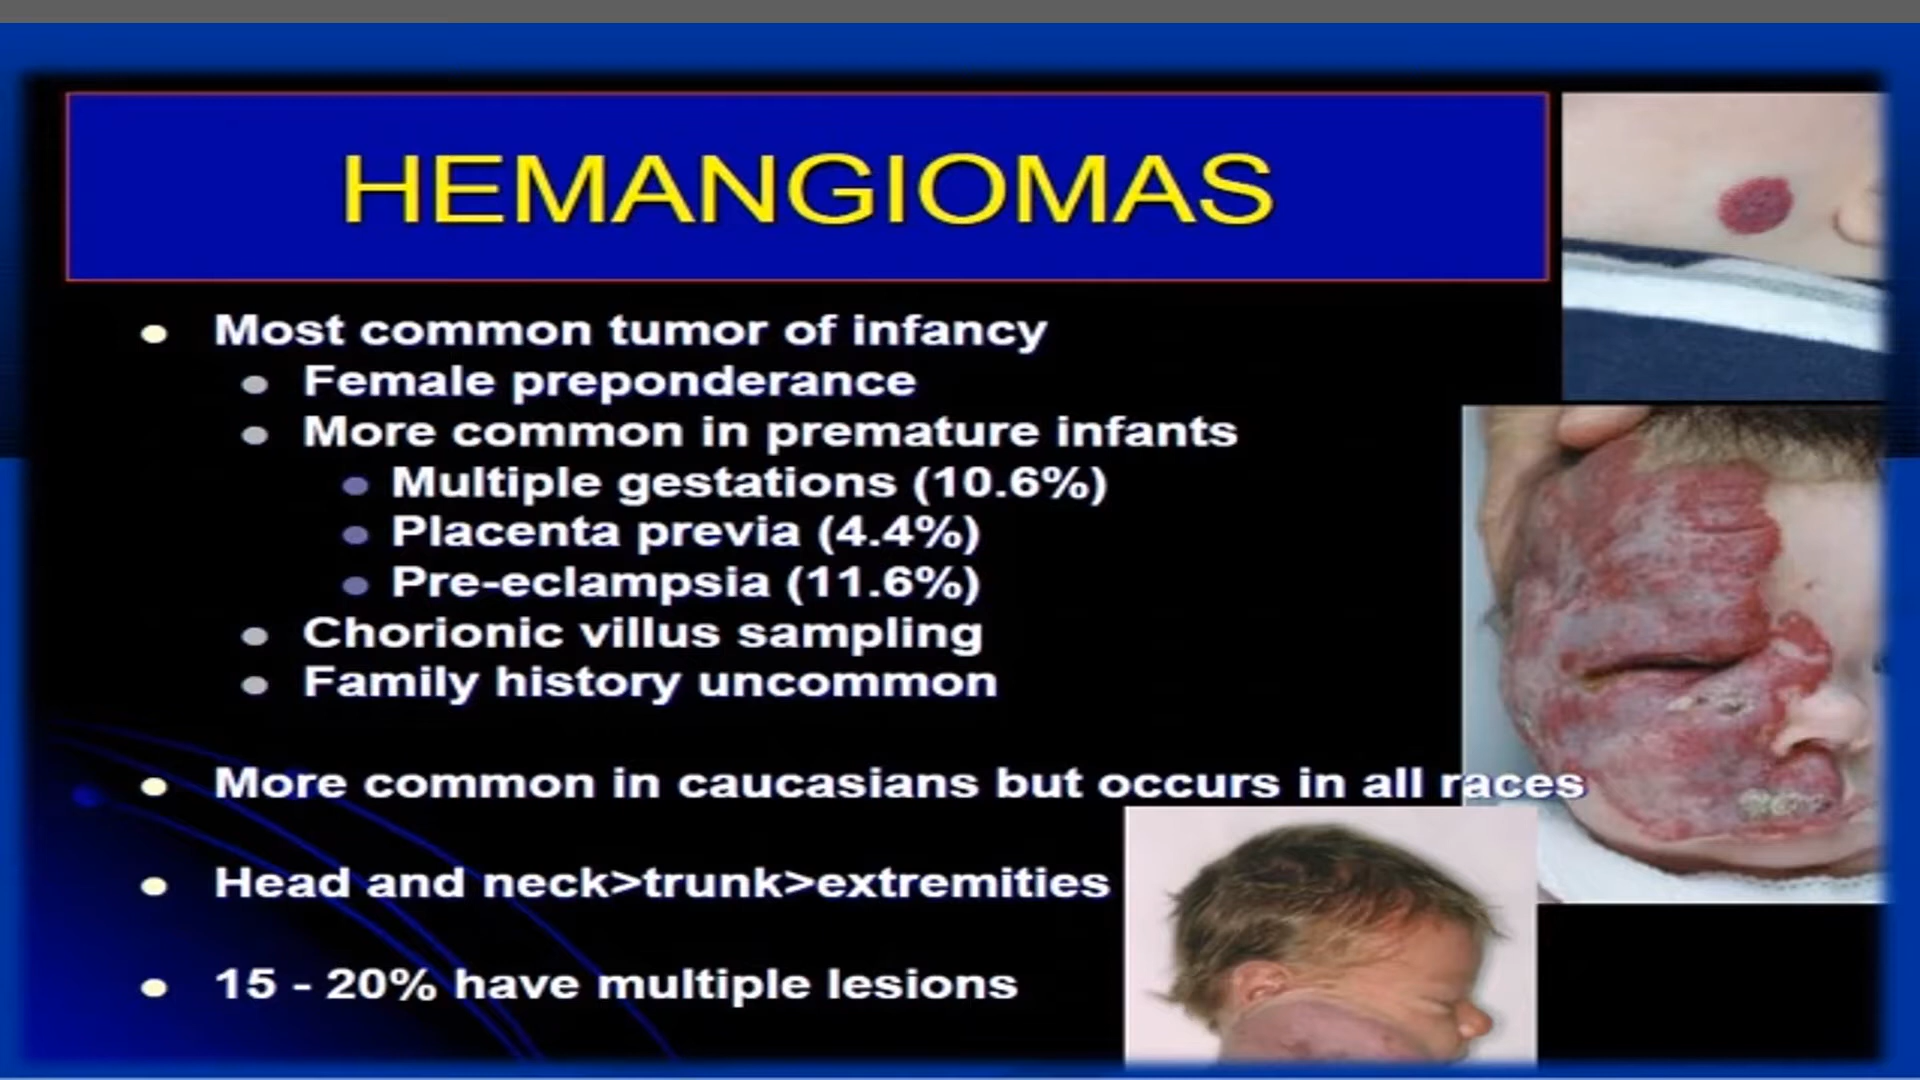 HEMANGIOMAS
Most common tumor of infancy
Female preponderance
More common in premature infants
Multiple gestations (10.6%)
Placenta previa (4.4%)
Pre-eclampsia (11.6%)
Chorionic villus sampling
Family history uncommon
More common in caucasians but occurs in all races
Head and neck>trunk>extremities
15 - 20% have multiple lesions